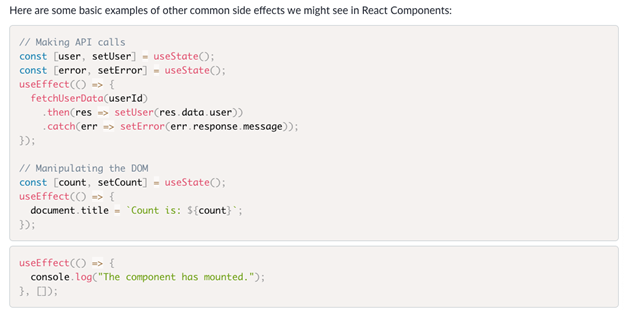 Here are some basic examples of other common side effects we might see in React Components:
// Making API calls
const [user, setUser] = useState();
const [error, setError] = useState();
useEffect(() => {
  fetchUserData(userId)
    .then(res => setUser(res.data.user))
    .catch(err => setError(err.response.message));
});

// Manipulating the DOM
const [count, setCount] = useState();
useEffect(() => {
  document.title = `Count is: ${count}`;
});
useEffect(() => {
  console.log("The component has mounted.");
}, []);